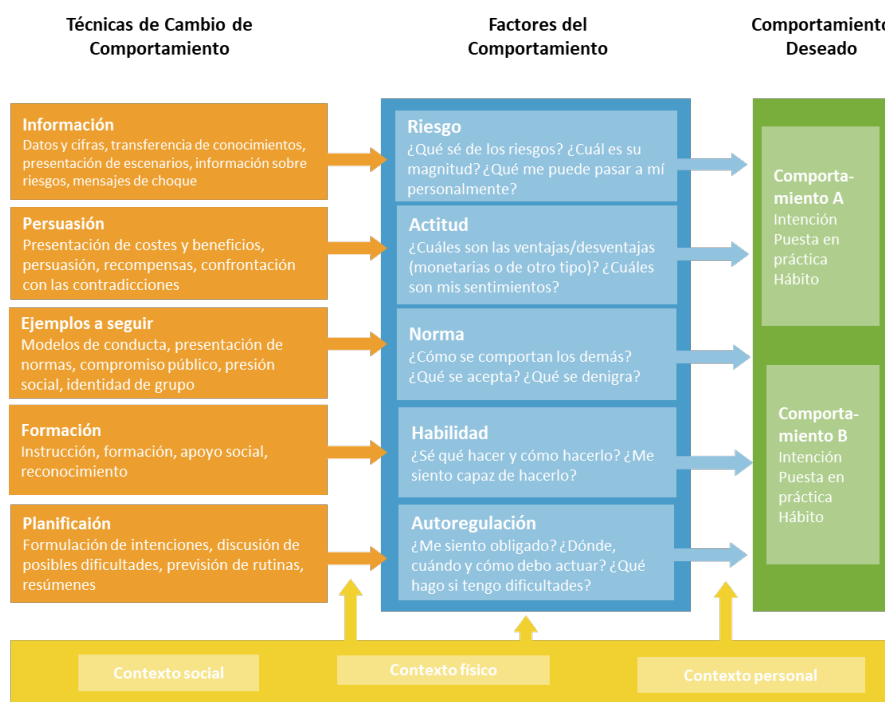 Técnicas de Cambio de
Comportamiento
Factores del
Comportamiento
Comportamiento
Deseado
Información
Datos y cifras, transferencia de conocimientos,
presentación de escenarios, información sobre
riesgos, mensajes de choque
Persuasión
Presentación de costes y beneficios,
persuasión, recompensas, confrontación
con las contradicciones
Ejemplos a seguir
Modelos de conducta, presentación de
normas, compromiso público, presión
social, identidad de grupo
Formación
Instrucción, formación, apoyo social,
reconocimiento
Planificaión
Formulación de intenciones, discusión de
posibles dificultades, previsión de rutinas,
resúmenes
Riesgo
¿Qué sé de los riesgos? ¿Cuál es su
magnitud? ¿Qué me puede pasar a mí
personalmente?
Actitud
¿Cuáles son las ventajas/desventajas
(monetarias o de otro tipo)? ¿Cuáles
son mis sentimientos?
Norma
¿Cómo se comportan los demás?
¿Qué se acepta? ¿Qué se denigra?
Habilidad
¿Sé qué hacer y cómo hacerlo? ¿Me
siento capaz de hacerlo?
Autoregulación
¿Me siento obligado? ¿Dónde,
cuándo y cómo debo actuar? ¿Qué
hago si tengo dificultades?
Comporta-
miento A
Intención
Puesta en
práctica
Hábito
Comporta-
miento B
Intención
Puesta en
práctica
Hábito
Contexto social
Contexto físico
Contexto personal